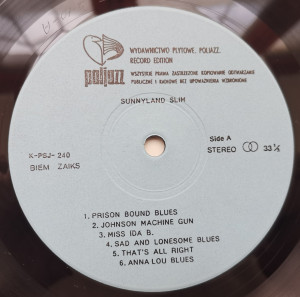 WYDAWNICTWO PŁYTOWE, POLJAZZ,
RECORD EDITION
poljazz
WSZYSTKIE PRAWA ZASTRZEŻONE KOPIOWANIE ODTWARZANIE
PUBLICZNE I RADIOWE BEZ UPOWAŻNIENIA WZBRONIONE
SUNNYLAND SLIM
K-PSJ-240
BIEM ZAIKS
Side A
STEREO 33⅓
1. PRISON BOUND BLUES
2. JOHNSON MACHINE GUN
3. MISS IDA B.
4. SAD AND LONESOME BLUES
5. THAT'S ALL RIGHT
6. ANNA LOU BLUES